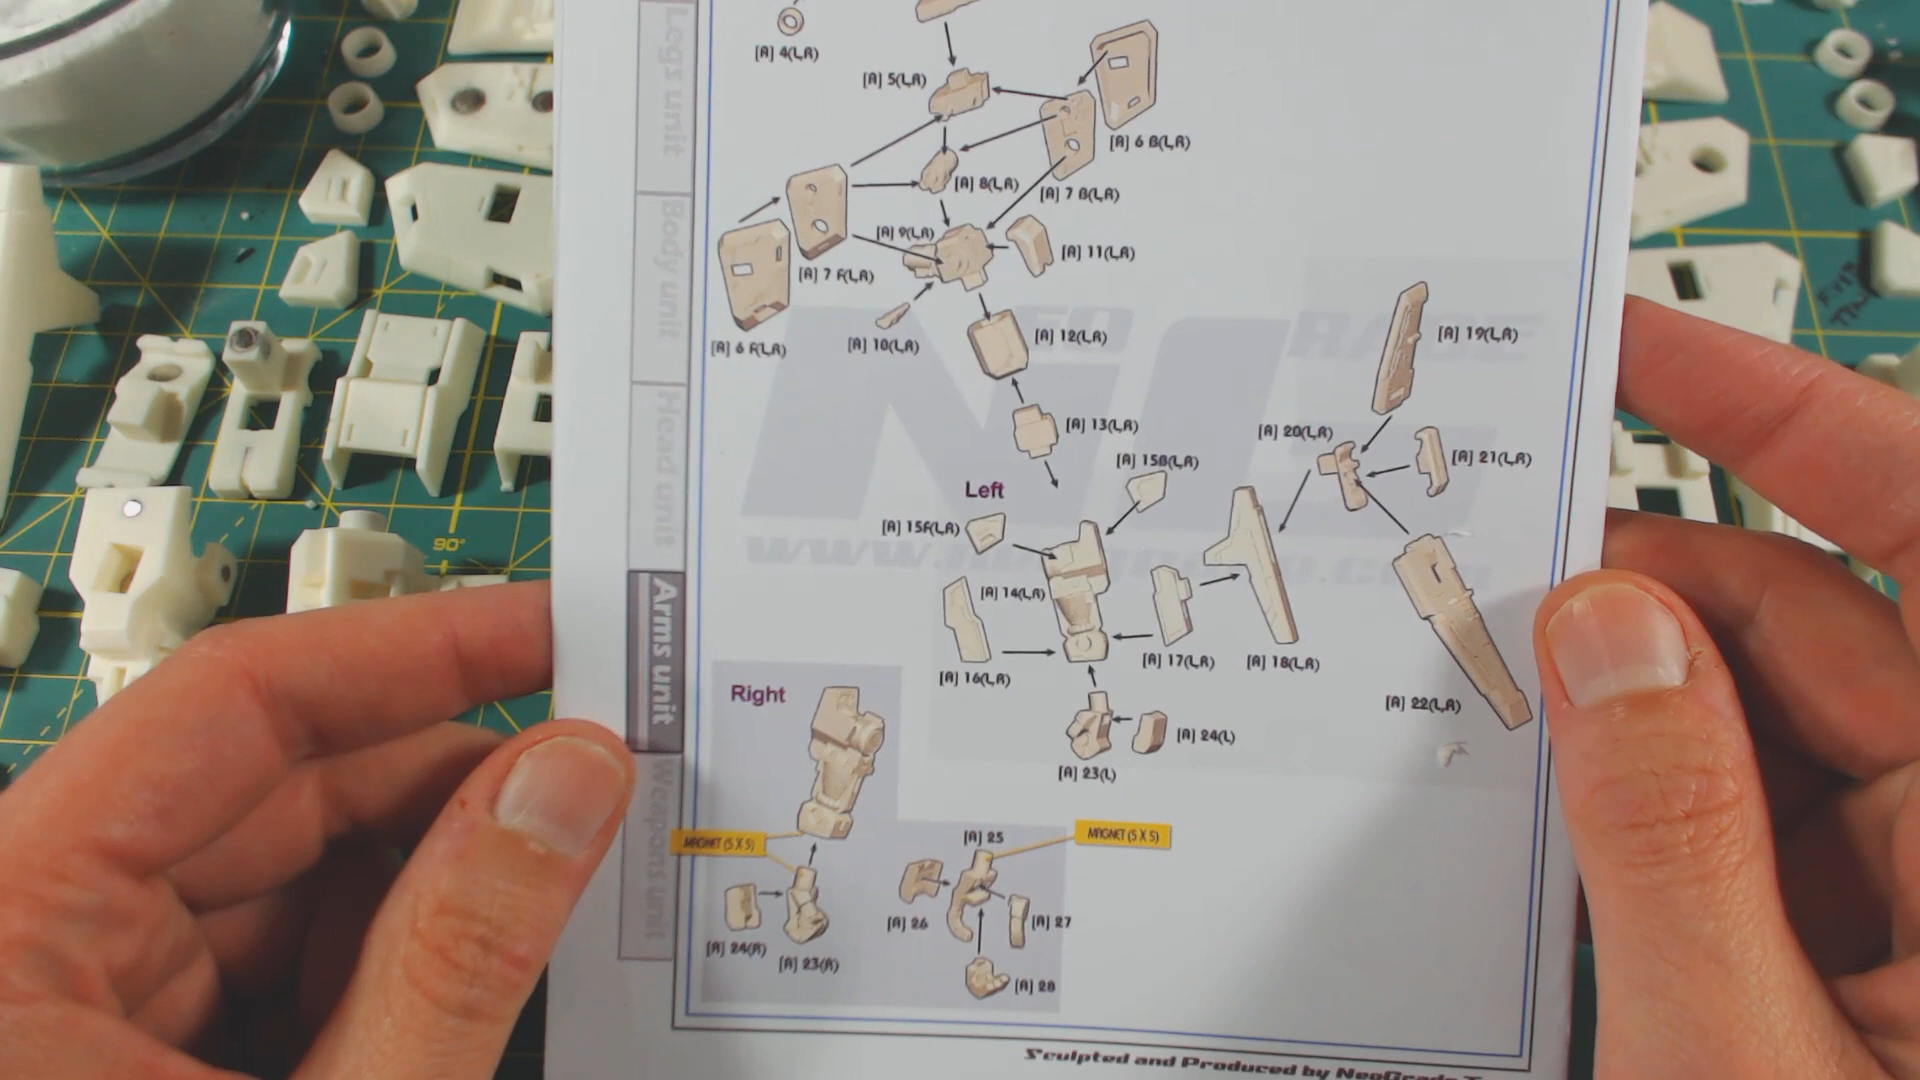 Legs unit
Body unit
Head unit
Arms unit
Weapons unit
[A] 4(L,R)
[A] 5(L,R)
[A] 6 B(L,R)
[A] 8(L,R)
[A] 7 B(L,R)
[A] 9(L,R)
[A] 11(L,R)
[A] 7 F(L,R)
[A] 10(L,R)
[A] 6 F(L,R)
[A] 12(L,R)
[A] 19(L,R)
[A] 13(L,R)
[A] 20(L,R)
[A] 15B(L,R)
[A] 21(L,R)
Left
[A] 15F(L,R)
[A] 14(L,R)
[A] 16(L,R)
[A] 17(L,R)
[A] 18(L,R)
[A] 22(L,R)
Right
[A] 24(L)
[A] 23(L)
MAGNET (5 X 5)
[A] 25
MAGNET (5 X 5)
[A] 26
[A] 27
[A] 24(R)
[A] 23(R)
[A] 28
Sculpted and Produced by NeoGrade
90°